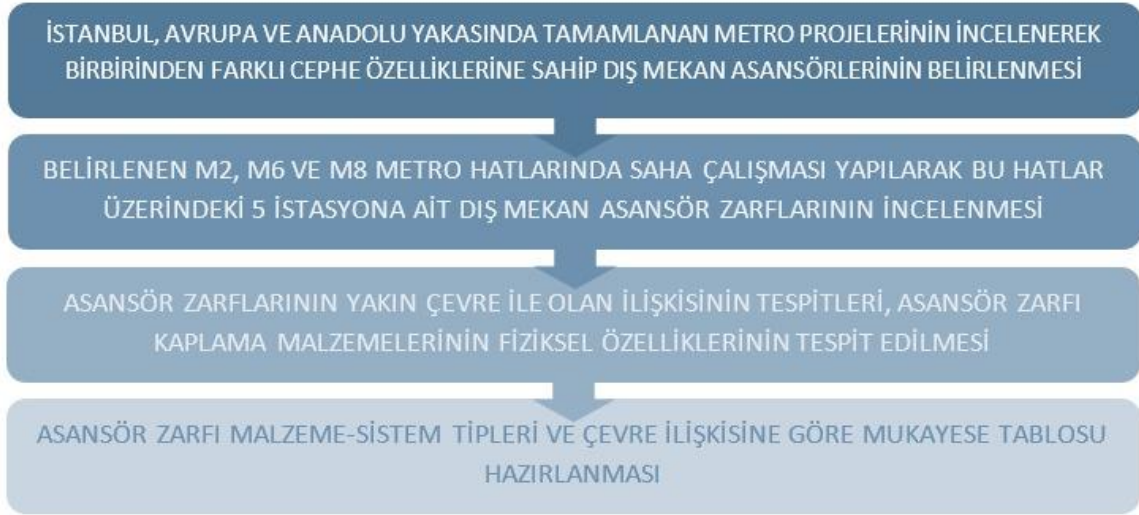 İSTANBUL, AVRUPA VE ANADOLU YAKASINDA TAMAMLANAN METRO PROJELERİNİN İNCELENEREK
BİRBİRİNDEN FARKLI CEPHE ÖZELLİKLERİNE SAHİP DIŞ MEKAN ASANSÖRLERİNİN BELİRLENMESİ
BELİRLENEN M2, M6 VE M8 METRO HATLARINDA SAHA ÇALIŞMASI YAPILARAK BU HATLAR
ÜZERİNDEKİ 5 İSTASYONA AİT DIŞ MEKAN ASANSÖR ZARFLARININ İNCELENMESİ
ASANSÖR ZARFLARININ YAKIN ÇEVRE İLE OLAN İLİŞKİSİNİN TESPİTLERİ, ASANSÖR ZARFI
KAPLAMA MALZEMELERİNİN FİZİKSEL ÖZELLİKLERİNİN TESPİT EDİLMESİ
ASANSÖR ZARFI MALZEME-SİSTEM TİPLERİ VE ÇEVRE İLİŞKİSİNE GÖRE MUKAYESE TABLOSU
HAZIRLANMASI